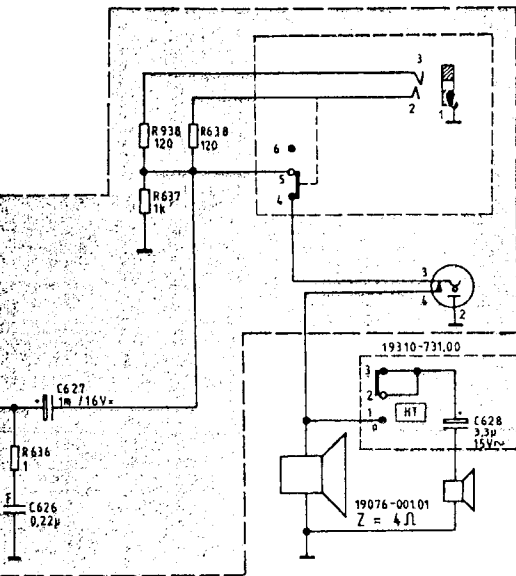 3
2
1
R938
120
R638
120
6
5
4
R637
1k
3
4
2
19310-731.00
3
2
1
HT
C627
1m/16V=
C628
3,3µ
15V~
R636
1
C626
0,22µ
19076-001.01
Z = 4Ω